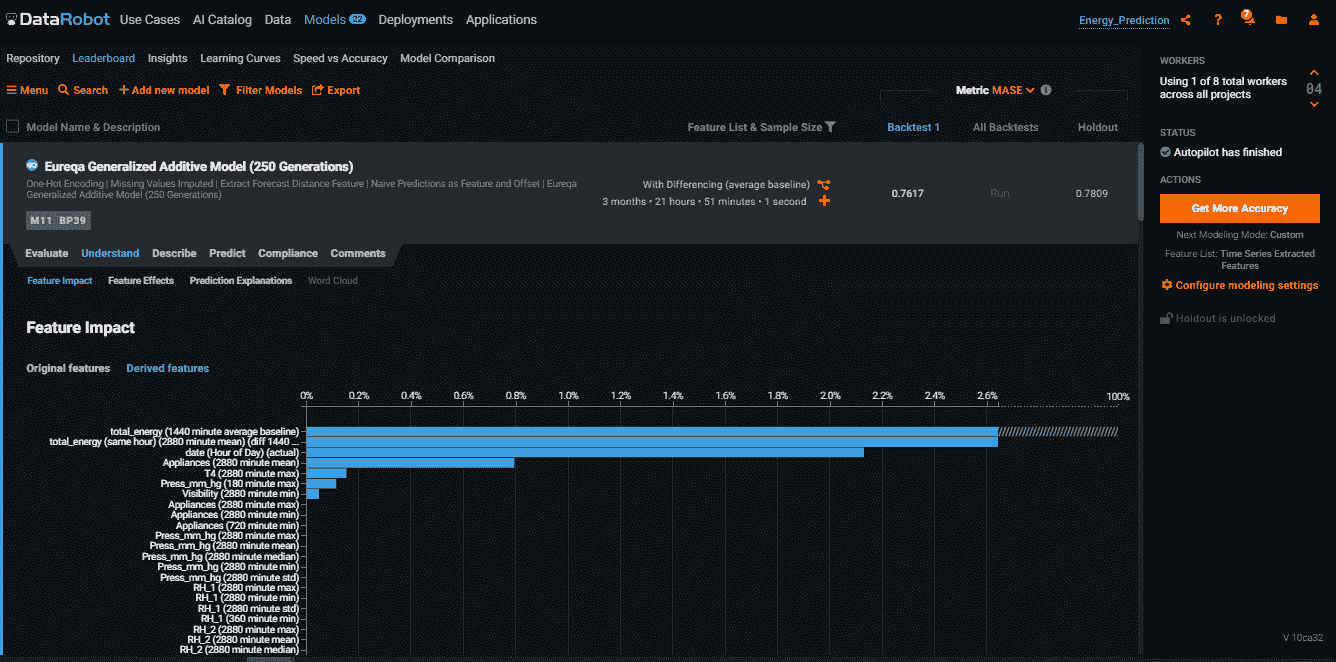 DataRobot Use Cases AI Catalog Data Models 22 Deployments Applications Energy_Prediction ? 7
Repository Leaderboard Insights Learning Curves Speed vs Accuracy Model Comparison
Menu Search + Add new model Filter Models Export Metric MASE
Model Name & Description Feature List & Sample Size Backtest 1 All Backtests Holdout
Eureqa Generalized Additive Model (250 Generations)
One-Hot Encoding | Missing Values Imputed | Extract Forecast Distance Feature | Naive Predictions as Feature and Offset | Eureqa
Generalized Additive Model (250 Generations)
With Differencing (average baseline)
3 months • 21 hours • 51 minutes • 1 second
0.7617 Run 0.7809
M11 BP39
Evaluate Understand Describe Predict Compliance Comments
Feature Impact Feature Effects Prediction Explanations Word Cloud
Feature Impact
Original features Derived features
0% 0.2% 0.4% 0.6% 0.8% 1.0% 1.2% 1.4% 1.6% 1.8% 2.0% 2.2% 2.4% 2.6% 100%
total_energy (1440 minute average baseline)
total_energy (same hour) (2880 minute mean) (diff 1440 ...
date (Hour of Day) (actual)
Appliances (2880 minute mean)
T4 (2880 minute max)
Press_mm_hg (180 minute max)
Visibility (2880 minute min)
Appliances (2880 minute max)
Appliances (2880 minute min)
Appliances (720 minute min)
Press_mm_hg (2880 minute max)
Press_mm_hg (2880 minute mean)
Press_mm_hg (2880 minute median)
Press_mm_hg (2880 minute min)
Press_mm_hg (2880 minute std)
RH_1 (2880 minute max)
RH_1 (2880 minute min)
RH_1 (2880 minute std)
RH_1 (360 minute min)
RH_2 (2880 minute max)
RH_2 (2880 minute mean)
RH_2 (2880 minute median)
WORKERS
Using 1 of 8 total workers
across all projects
04
STATUS
Autopilot has finished
ACTIONS
Get More Accuracy
Next Modeling Mode: Custom
Feature List: Time Series Extracted
Features
Configure modeling settings
Holdout is unlocked
V 10ca32